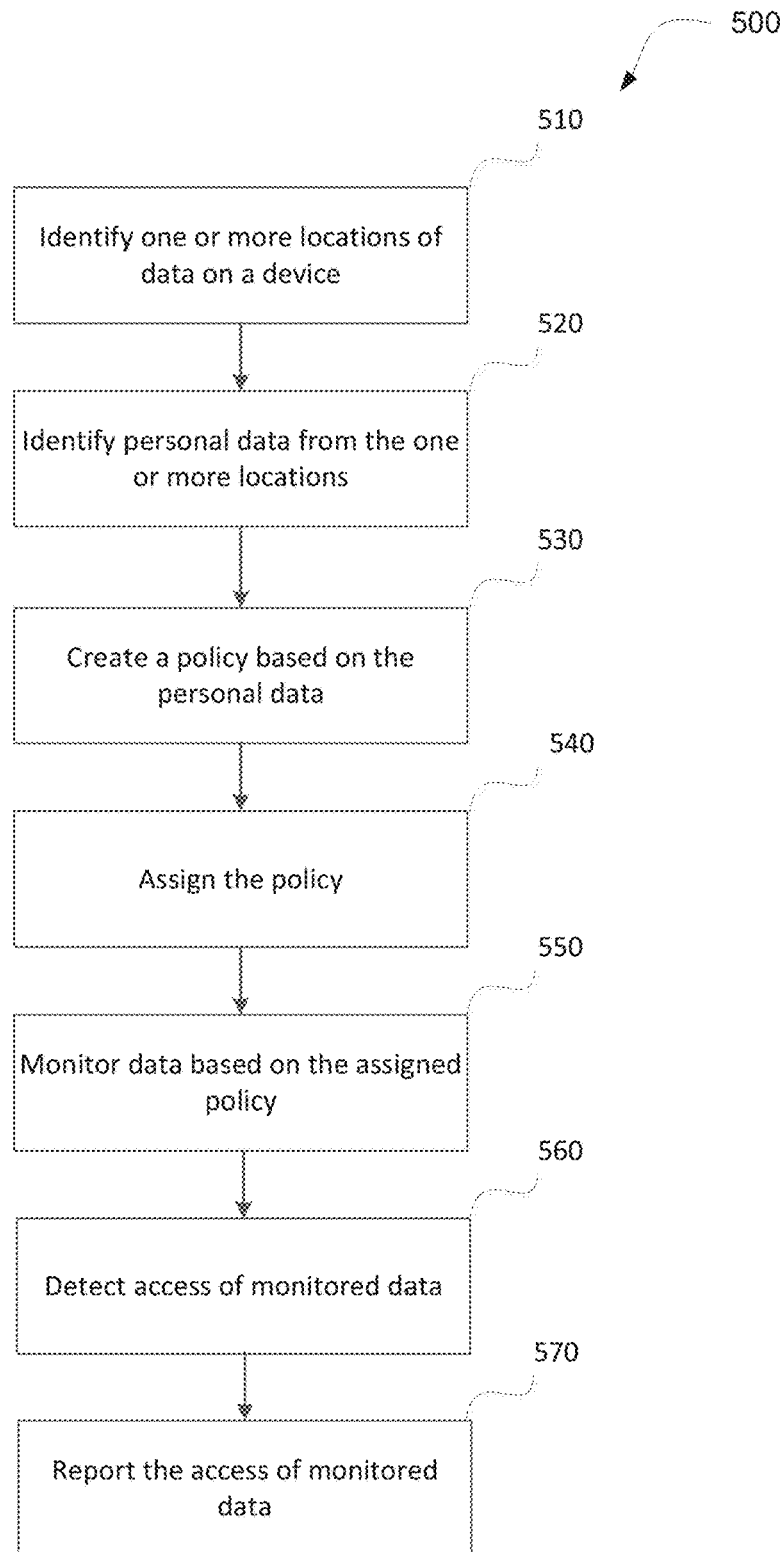 500
510
Identify one or more locations of
data on a device
520
Identify personal data from the one
or more locations
530
Create a policy based on the
personal data
540
Assign the policy
550
Monitor data based on the assigned
policy
560
Detect access of monitored data
570
Report the access of monitored
data